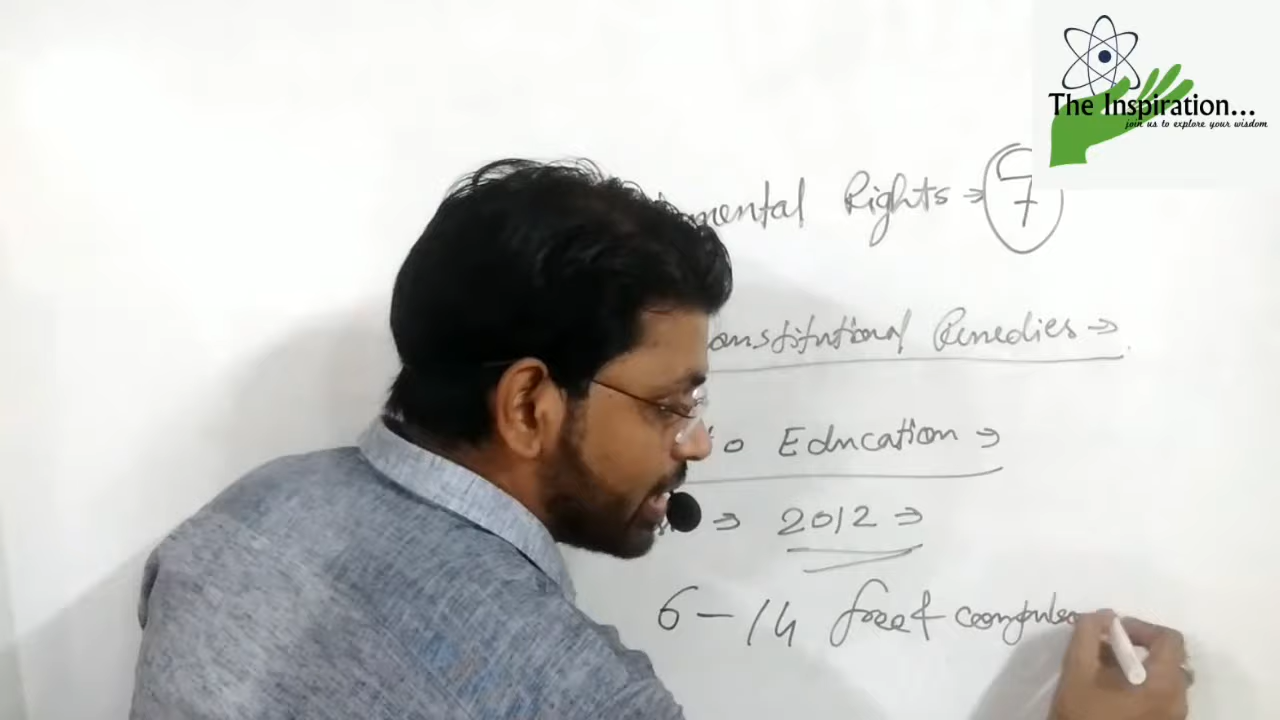 The Inspiration...
join us to explore your wisdom
mental Rights ⇒ 7
onstitutional Remedies ⇒
to Education ⇒
⇒ 2012 ⇒
6-14 free & compulso